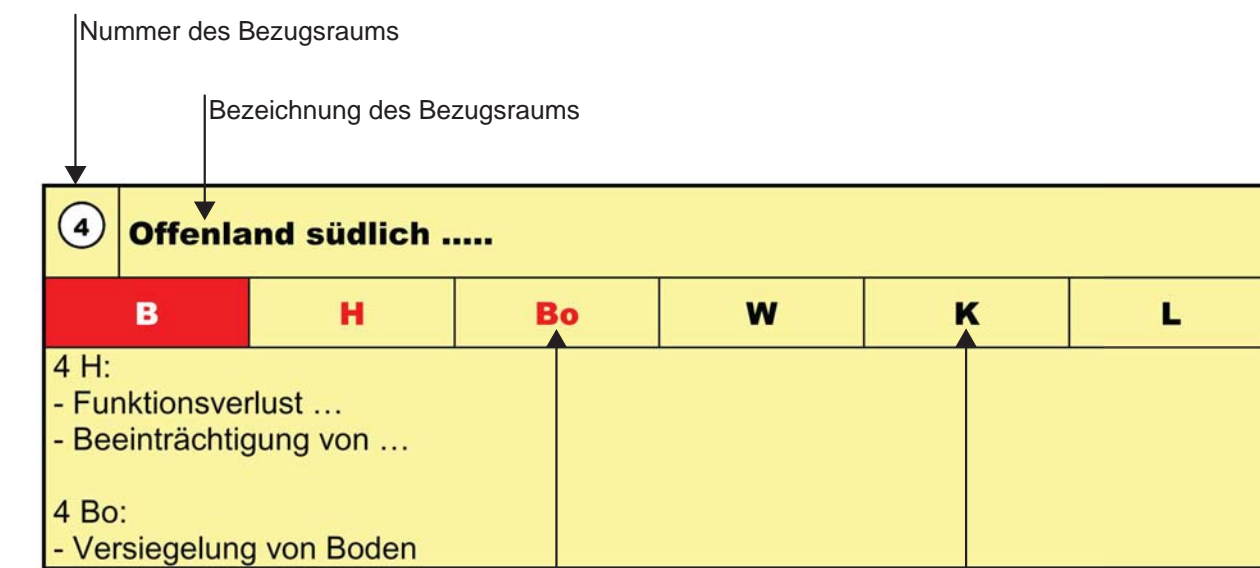 Nummer des Bezugsraums
Bezeichnung des Bezugsraums
4 Offenland südlich .....
B H Bo W K L
4 H:
- Funktionsverlust …
- Beeinträchtigung von …
4 Bo:
- Versiegelung von Boden